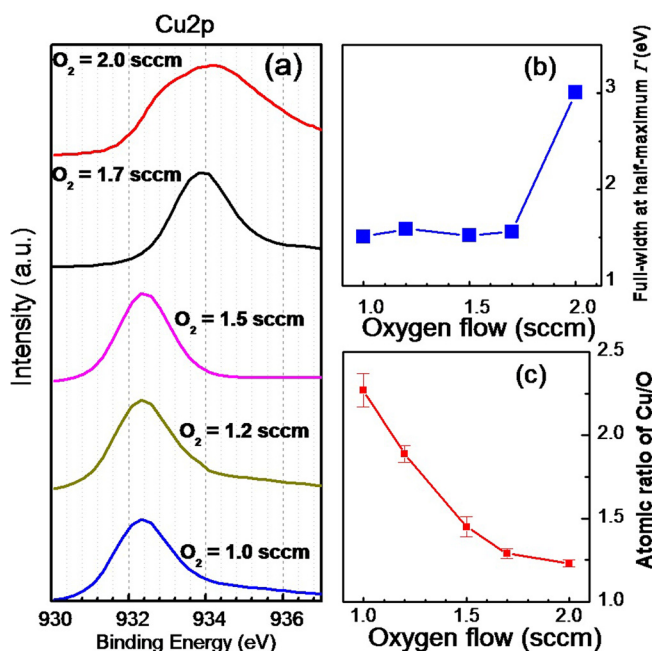 Cu2p
(a)
O2 = 2.0 sccm
O2 = 1.7 sccm
O2 = 1.5 sccm
O2 = 1.2 sccm
O2 = 1.0 sccm
Intensity (a.u.)
930 932 934 936
Binding Energy (eV)
(b)
3
2
1
Full-width at half-maximum Γ (eV)
1.0 1.5 2.0
Oxygen flow (sccm)
(c)
2.5
2.0
1.5
1.0
Atomic ratio of Cu/O
1.0 1.5 2.0
Oxygen flow (sccm)